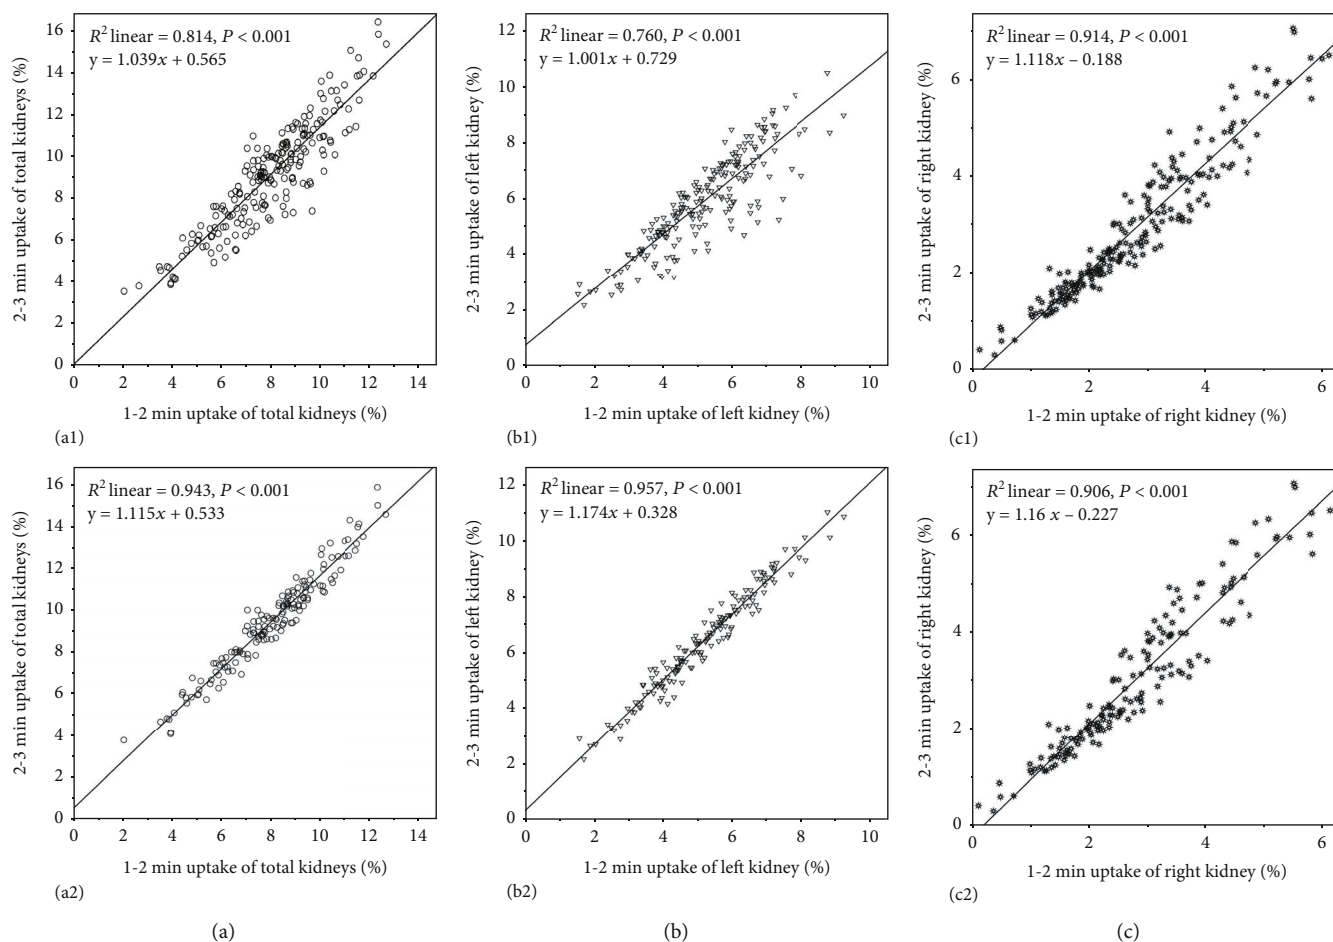 R² linear = 0.814, P < 0.001
y = 1.039x + 0.565
2-3 min uptake of total kidneys (%)
16
14
12
10
8
6
4
2
0
0 2 4 6 8 10 12 14
1-2 min uptake of total kidneys (%)
(a1)
R² linear = 0.760, P < 0.001
y = 1.001x + 0.729
2-3 min uptake of left kidney (%)
12
10
8
6
4
2
0
0 2 4 6 8 10
1-2 min uptake of left kidney (%)
(b1)
R² linear = 0.914, P < 0.001
y = 1.118x – 0.188
2-3 min uptake of right kidney (%)
6
4
2
0
0 2 4 6
1-2 min uptake of right kidney (%)
(c1)
R² linear = 0.943, P < 0.001
y = 1.115x + 0.533
2-3 min uptake of total kidneys (%)
16
14
12
10
8
6
4
2
0
0 2 4 6 8 10 12 14
1-2 min uptake of total kidneys (%)
(a2)
R² linear = 0.957, P < 0.001
y = 1.174x + 0.328
2-3 min uptake of left kidney (%)
12
10
8
6
4
2
0
0 2 4 6 8 10
1-2 min uptake of left kidney (%)
(b2)
R² linear = 0.906, P < 0.001
y = 1.16 x – 0.227
2-3 min uptake of right kidney (%)
6
4
2
0
0 2 4 6
1-2 min uptake of right kidney (%)
(c2)
(a)
(b)
(c)